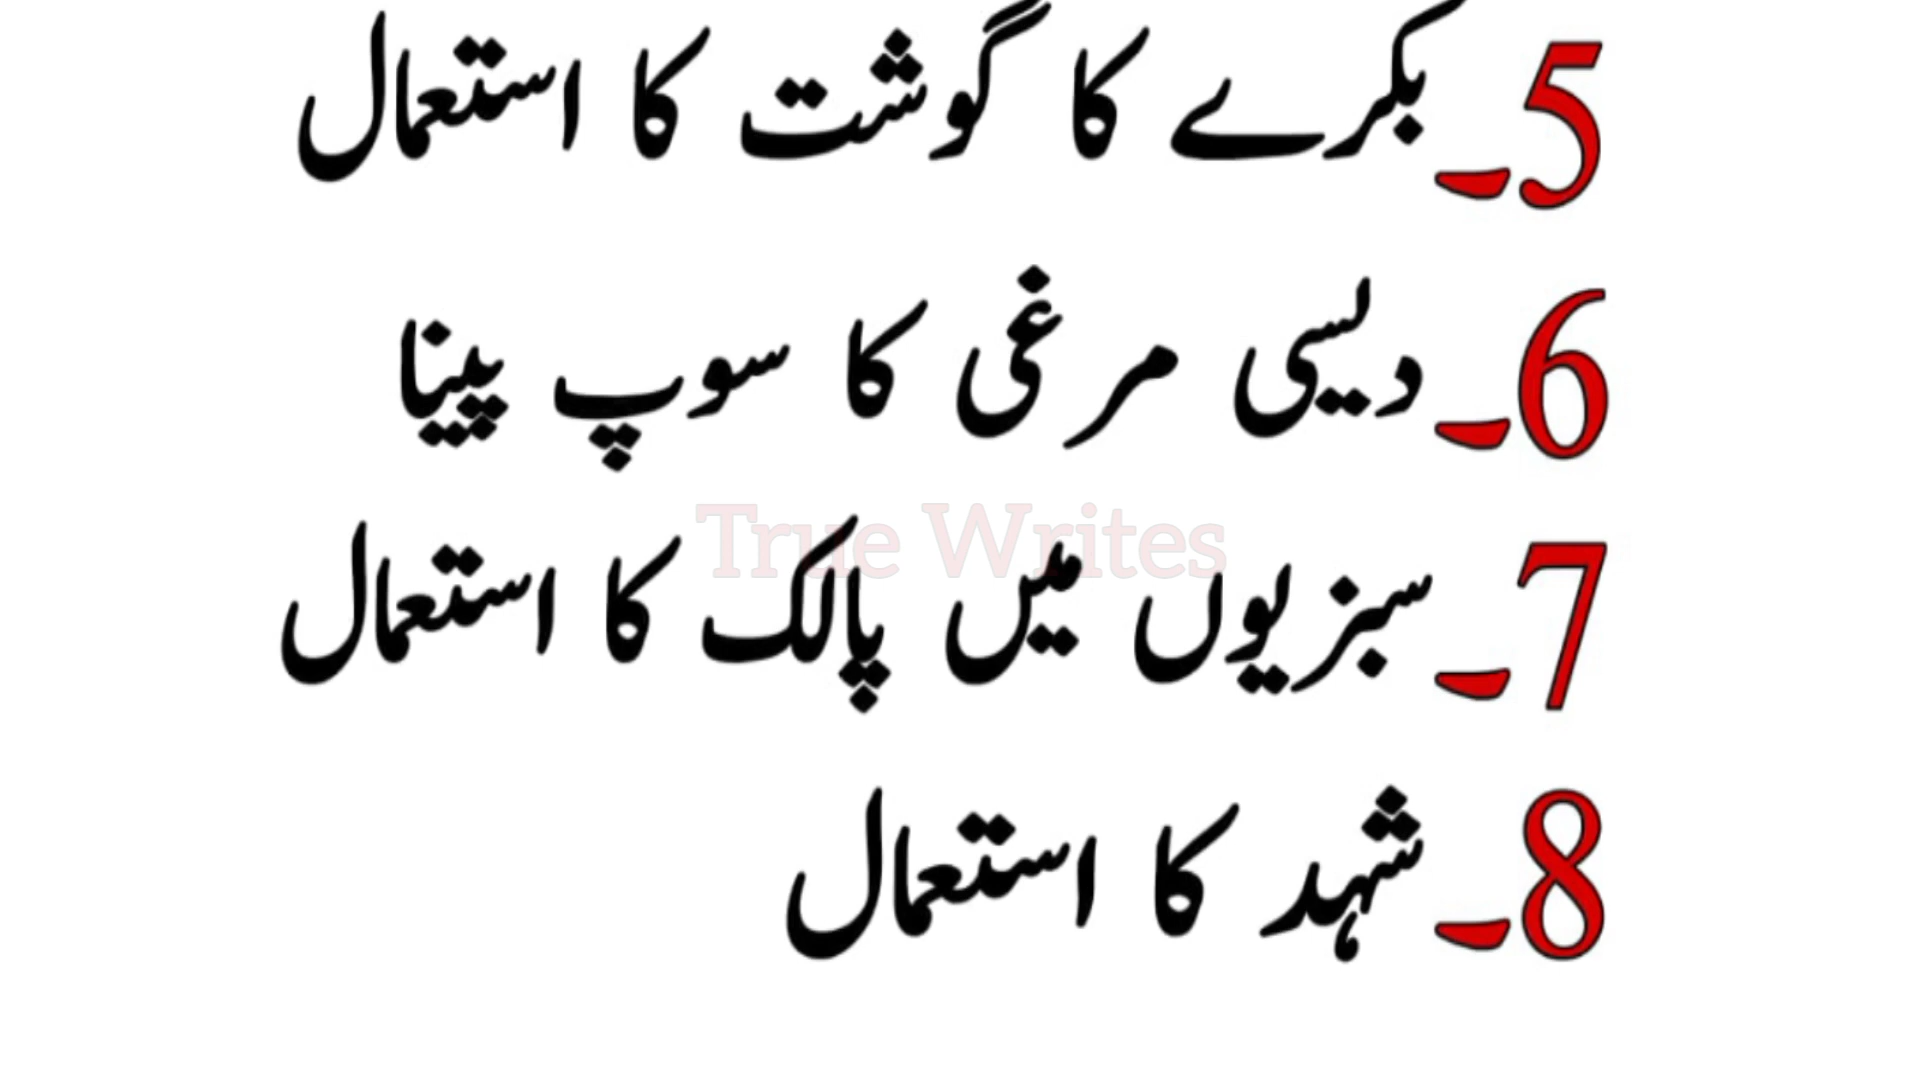 5۔ بکرے کا گوشت کا استعمال
6۔ دیسی مرغی کا سوپ پینا
True Writes
7۔ سبزیوں میں پالک کا استعمال
8۔ شہد کا استعمال